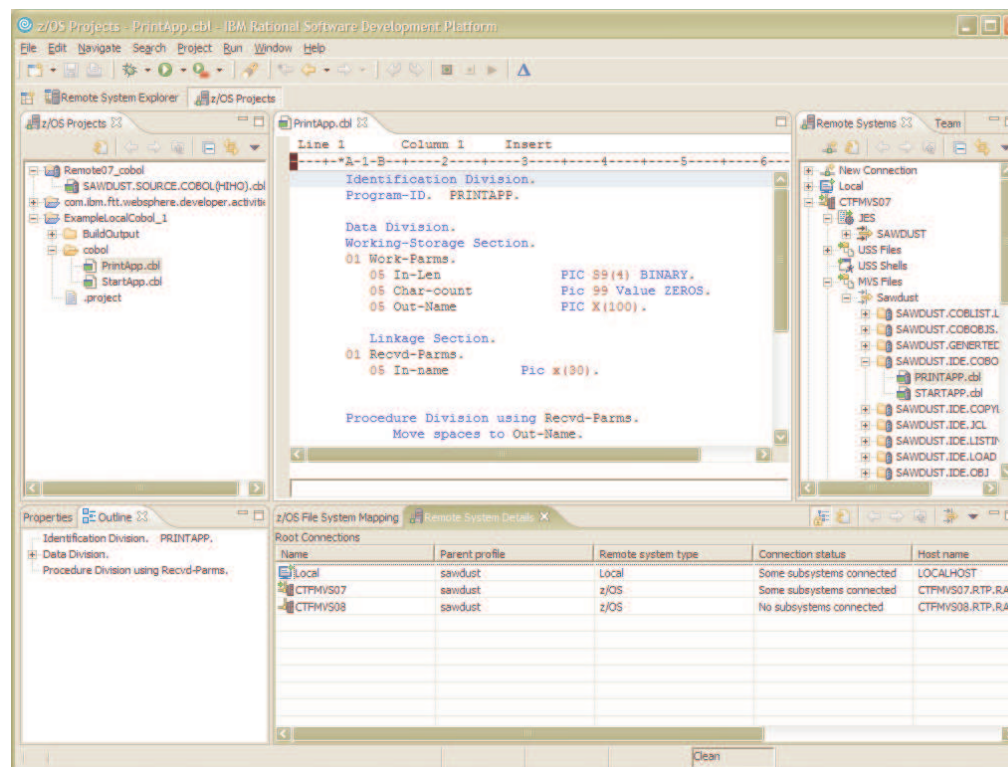 z/OS Projects - PrintApp.cbl - IBM Rational Software Development Platform
File Edit Navigate Search Project Run Window Help
Remote System Explorer z/OS Projects
z/OS Projects
Remote07_cobol
SAWDUST.SOURCE.COBOL(HIHO).cbl
com.ibm.ftt.websphere.developer.activitie
ExampleLocalCobol_1
BuildOutput
cobol
PrintApp.cbl
StartApp.cbl
.project
PrintApp.cbl
Line 1 Column 1 Insert
----+-*A-1-B--+----2----+----3----+----4----+----5----+----6-
Identification Division.
Program-ID. PRINTAPP.
Data Division.
Working-Storage Section.
01 Work-Parms.
05 In-Len PIC S9(4) BINARY.
05 Char-count Pic 99 Value ZEROS.
05 Out-Name PIC X(100).
Linkage Section.
01 Recvd-Parms.
05 In-name Pic x(30).
Procedure Division using Recvd-Parms.
Move spaces to Out-Name.
Remote Systems Team
New Connection
Local
CTFMVS07
JES
SAWDUST
USS Files
USS Shells
MVS Files
Sawdust
SAWDUST.COBLIST.L
SAWDUST.COBOBJS.
SAWDUST.GENERTED
SAWDUST.IDE.COBO
PRINTAPP.cbl
STARTAPP.cbl
SAWDUST.IDE.COPYL
SAWDUST.IDE.JCL
SAWDUST.IDE.LISTIN
SAWDUST.IDE.LOAD
SAWDUST.IDE.OBJ
Properties Outline
Identification Division. PRINTAPP.
Data Division.
Procedure Division using Recvd-Parms.
z/OS File System Mapping Remote System Details
Root Connections
Name Parent profile Remote system type Connection status Host name
Local sawdust Local Some subsystems connected LOCALHOST
CTFMVS07 sawdust z/OS Some subsystems connected CTFMVS07.RTP.RA
CTFMVS08 sawdust z/OS No subsystems connected CTFMVS08.RTP.RA
Clean